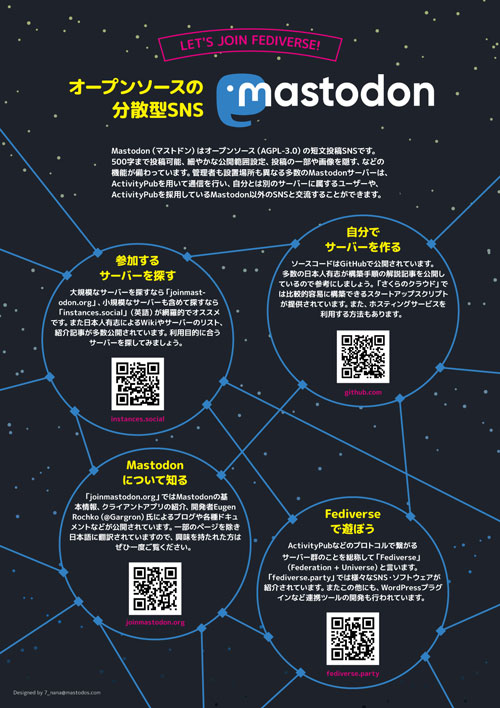 LET'S JOIN FEDIVERSE!
オープンソースの
分散型SNS
mastodon
Mastodon（マストドン）はオープンソース（AGPL-3.0）の短文投稿SNSです。
500字まで投稿可能、細やかな公開範囲設定、投稿の一部や画像を隠す、などの
機能が備わっています。管理者も設置場所も異なる多数のMastodonサーバーは、
ActivityPubを用いて通信を行い、自分とは別のサーバーに属するユーザーや、
ActivityPubを採用しているMastodon以外のSNSと交流することができます。
参加する
サーバーを探す
大規模なサーバーを探すなら「joinmast-
odon.org」、小規模なサーバーも含めて探すなら
「instances.social」（英語）が網羅的でオススメ
です。また日本人有志によるWikiやサーバーのリスト、
紹介記事が多数公開されています。利用目的に合う
サーバーを探してみましょう。
instances.social
自分で
サーバーを作る
ソースコードはGitHubで公開されています。
多数の日本人有志が構築手順の解説記事を公開し
ているので参考にしましょう。「さくらのクラウド」で
は比較的容易に構築できるスタートアップスクリプト
が提供されています。また、ホスティングサービスを
利用する方法もあります。
github.com
Mastodon
について知る
「joinmastodon.org」ではMastodonの基
本情報、クライアントアプリの紹介、開発者Eugen
Rochko（@Gargron）氏によるブログや各種ドキュ
メントなどが公開されています。一部のページを除き
日本語に翻訳されていますので、興味を持たれた方は
ぜひ一度ご覧ください。
joinmastodon.org
Fediverse
で遊ぼう
ActivityPubなどのプロトコルで繋がる
サーバー群のことを総称して「Fediverse」
（Federation + Universe）と言います。
「fediverse.party」では様々なSNS・ソフトウェアが
紹介されています。またこの他にも、WordPressプラグ
インなど連携ツールの開発も行われています。
fediverse.party
Designed by 7_nana@mastodos.com